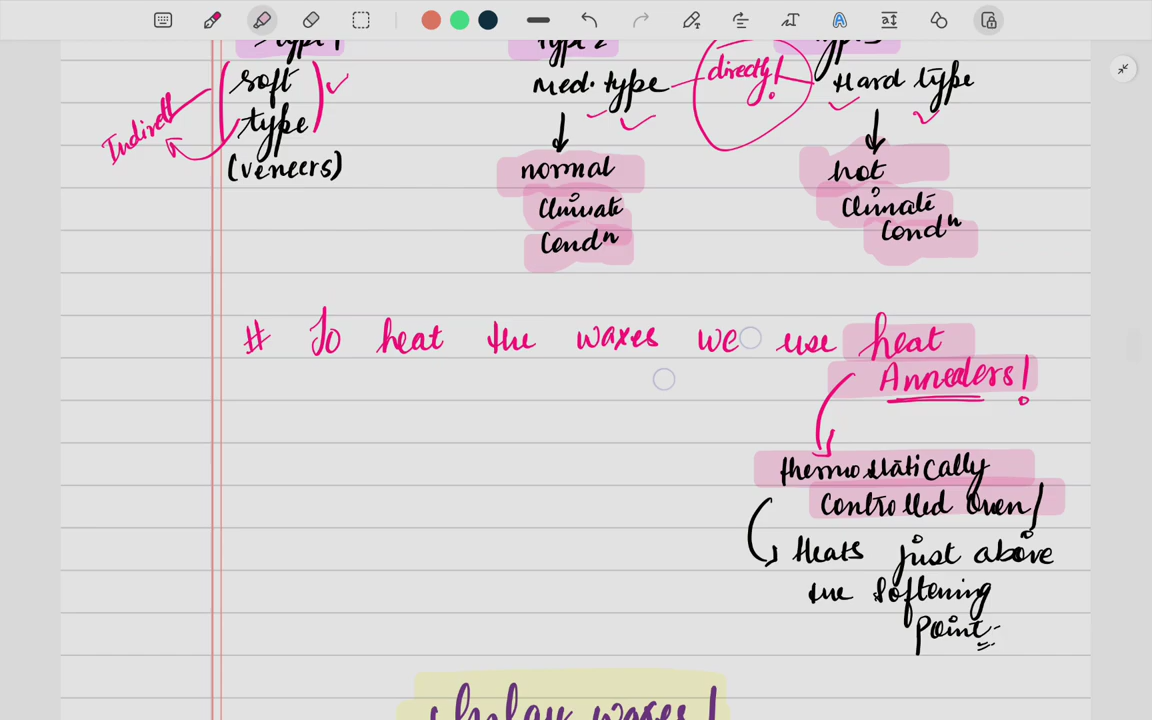 Type 1 Type 2 Type 3
soft Med. type directly! Hard type
Indirect type
(veneers) normal hot
Climate Climate
Condn Condn
# To heat the waxes we use heat
Annealers!
thermostatically
Controlled Oven
Heats just above
the softening
point
Inlay waxes!